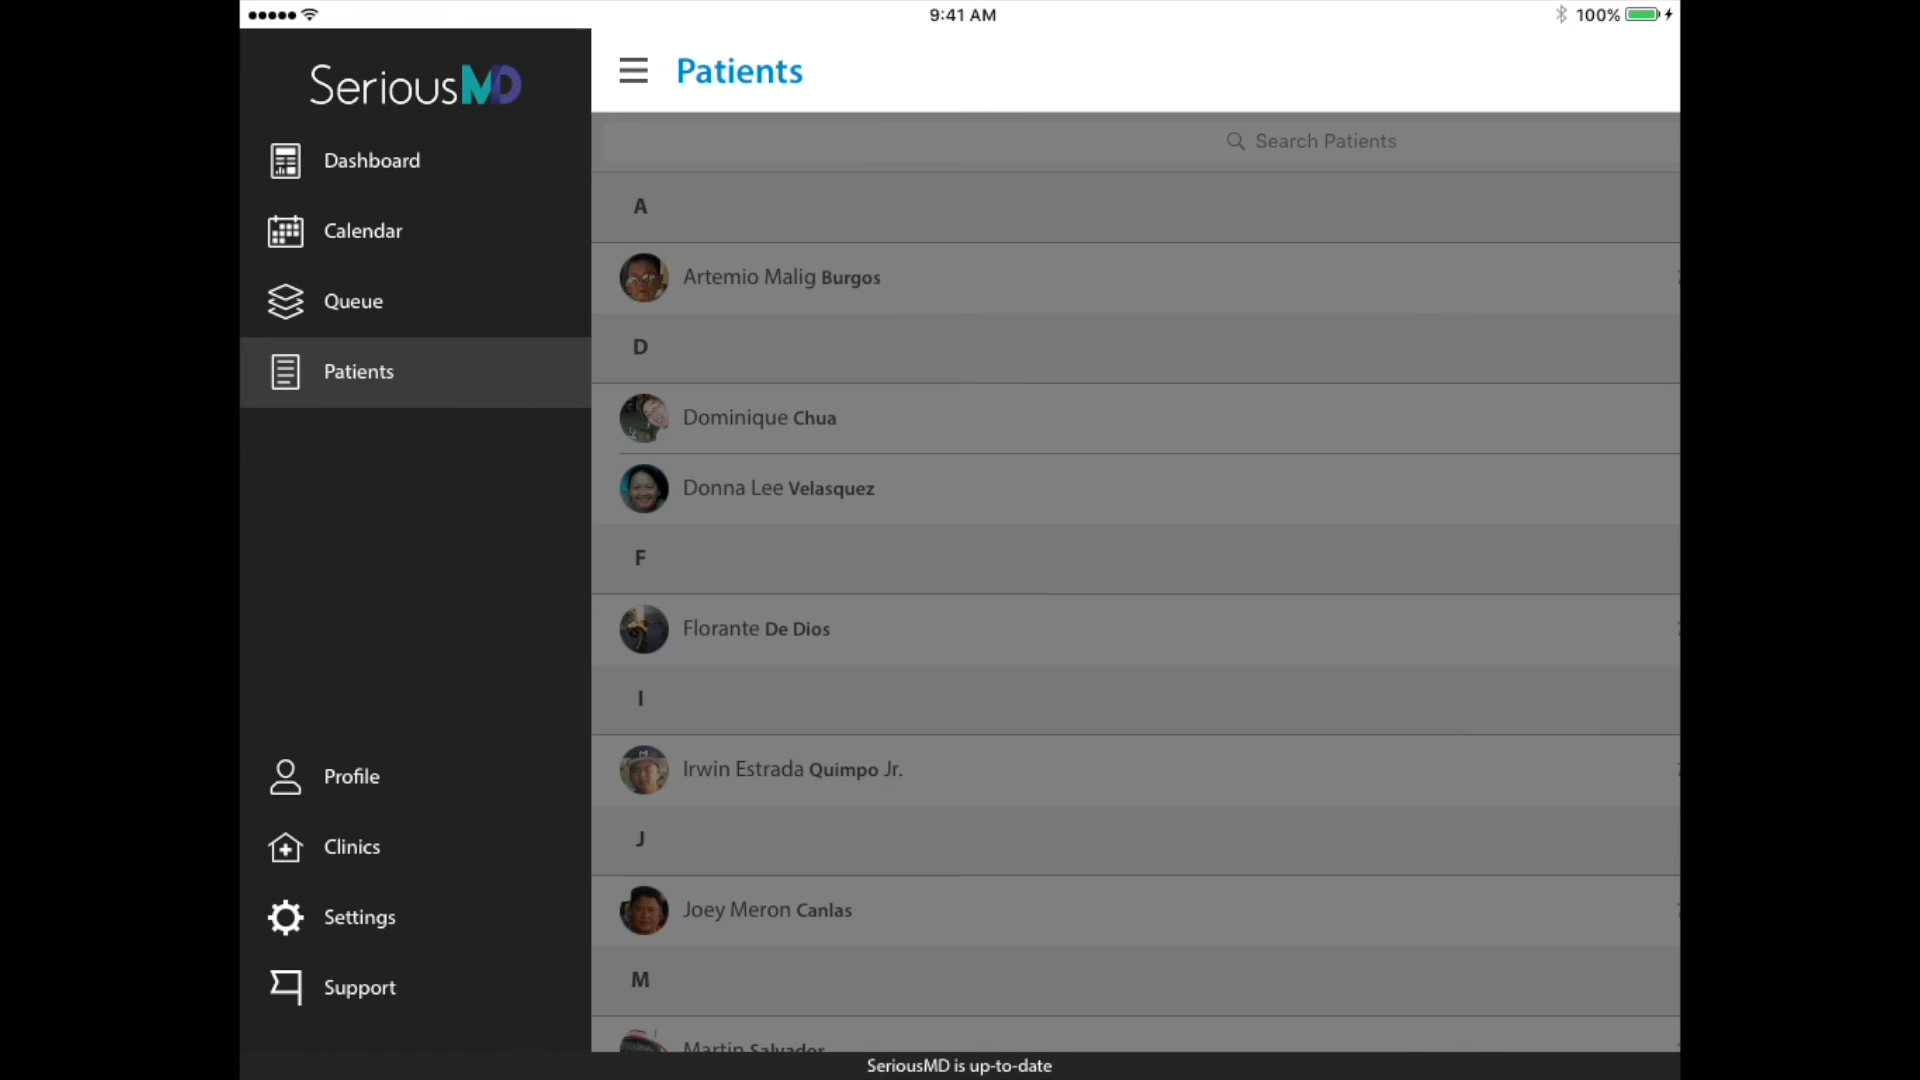 9:41 AM
100%
SeriousMD
Patients
Dashboard
Search Patients
Calendar
A
Queue
Artemio Malig Burgos
Patients
D
Dominique Chua
Donna Lee Velasquez
F
Florante De Dios
I
Profile
Irwin Estrada Quimpo Jr.
Clinics
J
Settings
Joey Meron Canlas
Support
M
Martin Salvador
SeriousMD is up-to-date